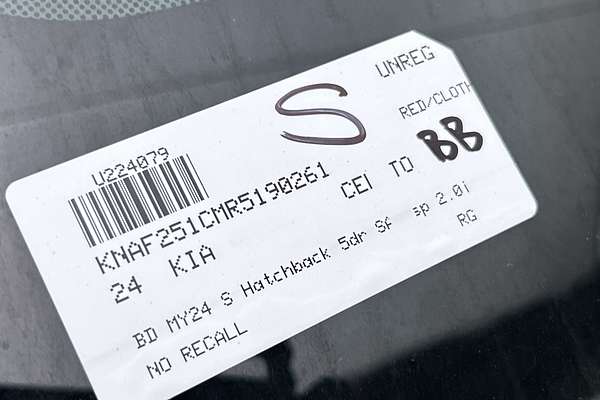 UNREG
S
RED/CLOTH
U224079
BB
KNAF251CMR5190261
CEI TO
24 KIA
BD MY24 S Hatchback 5dr Sf sp 2.0i
RG
NO RECALL